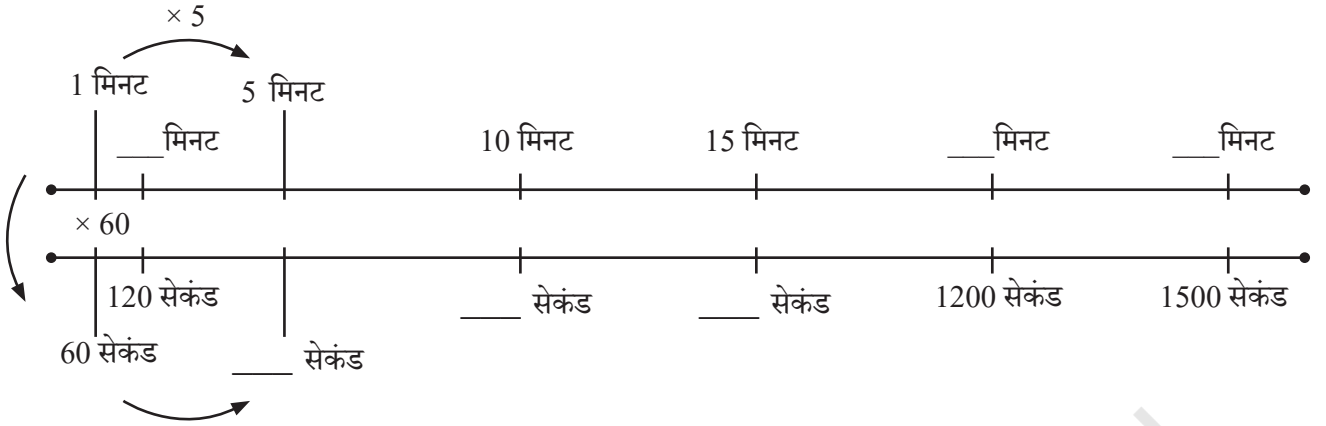 × 5
1 मिनट 5 मिनट
___मिनट 10 मिनट 15 मिनट ___मिनट ___मिनट
× 60
120 सेकंड ____ सेकंड ____ सेकंड 1200 सेकंड 1500 सेकंड
60 सेकंड ____ सेकंड